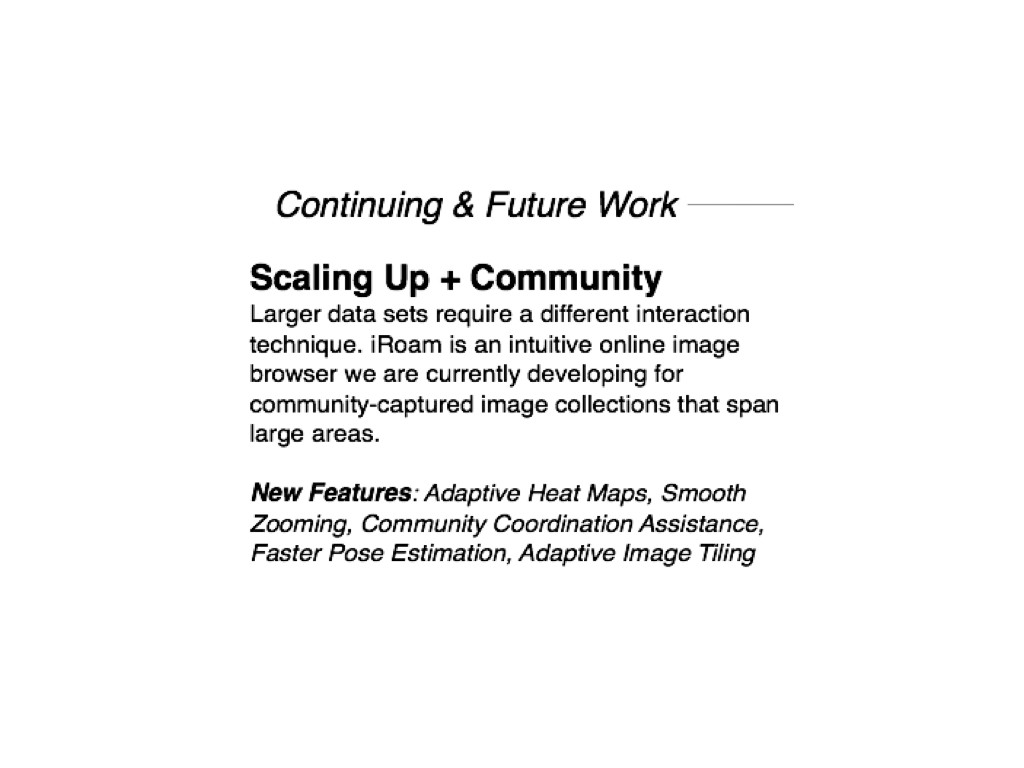 Continuing & Future Work
Scaling Up + Community
Larger data sets require a different interaction
technique. iRoam is an intuitive online image
browser we are currently developing for
community-captured image collections that span
large areas.
New Features: Adaptive Heat Maps, Smooth
Zooming, Community Coordination Assistance,
Faster Pose Estimation, Adaptive Image Tiling